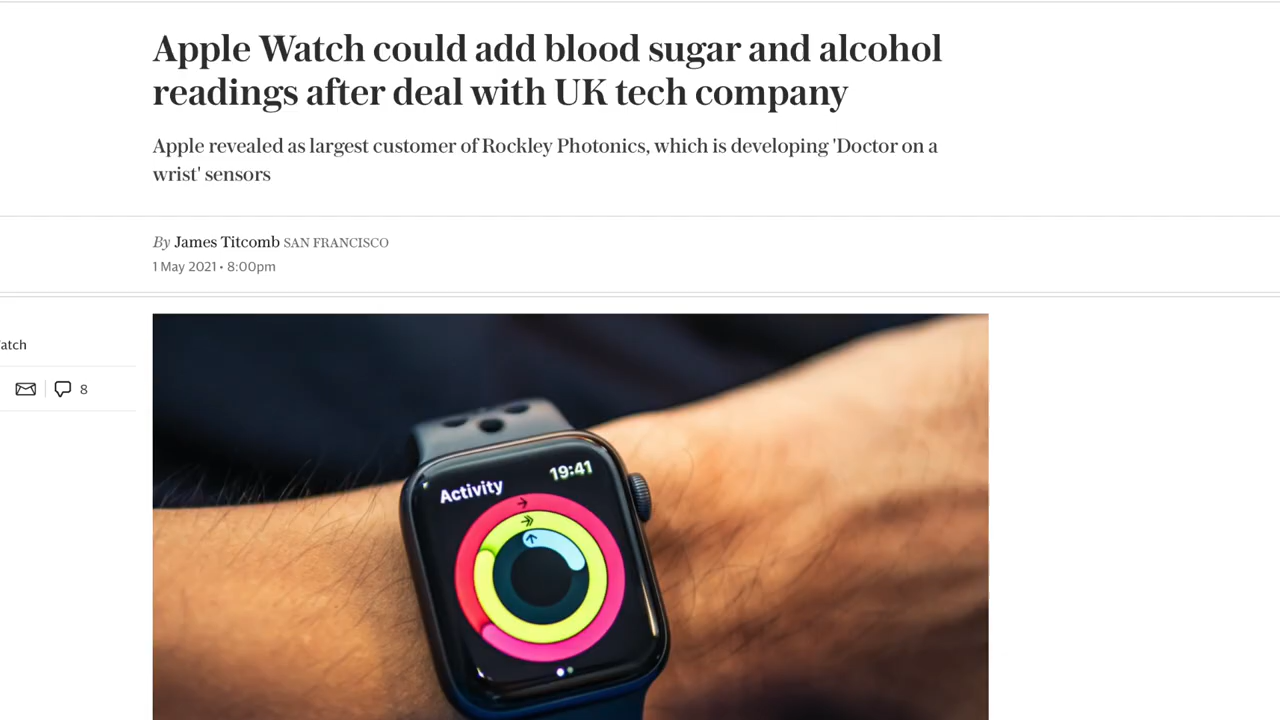 Apple Watch could add blood sugar and alcohol
readings after deal with UK tech company
Apple revealed as largest customer of Rockley Photonics, which is developing 'Doctor on a
wrist' sensors
By James Titcomb SAN FRANCISCO
1 May 2021 • 8:00pm
atch
8
19:41
Activity